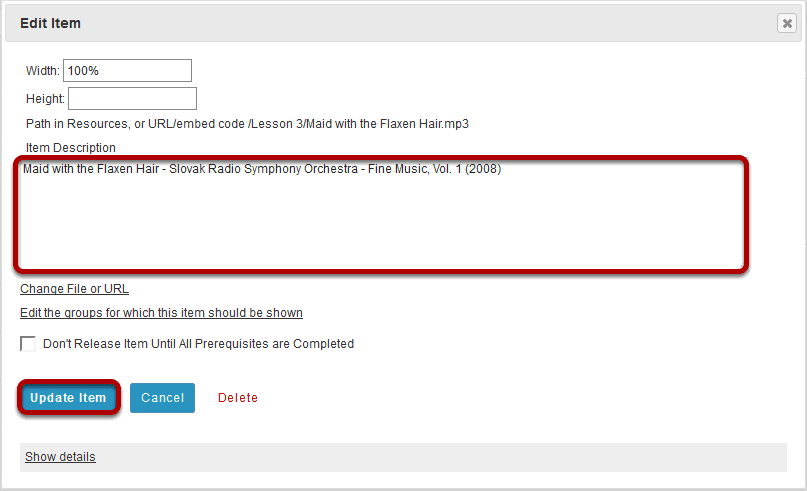 Edit Item
Width: 100%
Height:
Path in Resources, or URL/embed code /Lesson 3/Maid with the Flaxen Hair.mp3
Item Description
Maid with the Flaxen Hair - Slovak Radio Symphony Orchestra - Fine Music, Vol. 1 (2008)
Change File or URL
Edit the groups for which this item should be shown
Don't Release Item Until All Prerequisites are Completed
Update Item Cancel Delete
Show details